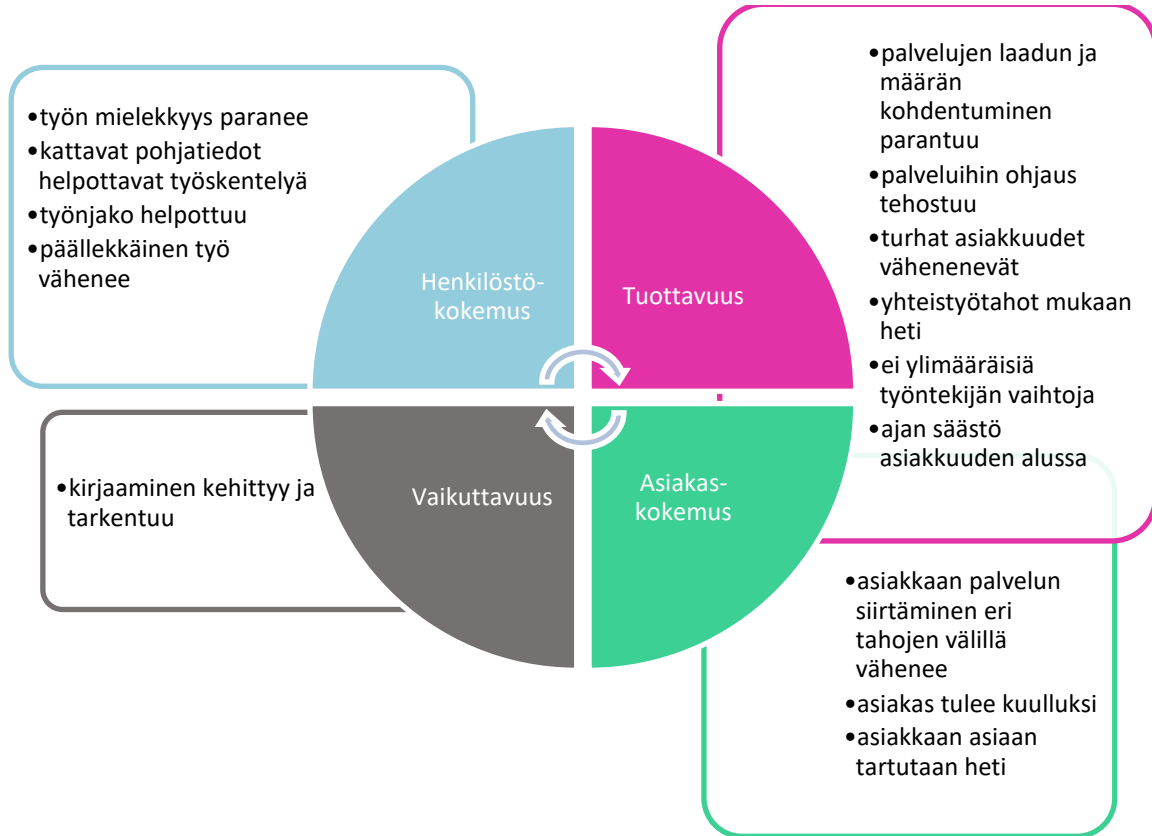 •työn mielekkyys paranee
•kattavat pohjatiedot
helpottavat työskentelyä
•työnjako helpottuu
•päällekkäinen työ
vähenee
Henkilöstö-
kokemus
Tuottavuus
•palvelujen laadun ja
määrän
kohdentuminen
parantuu
•palveluihin ohjaus
tehostuu
•turhat asiakkuudet
vähenenevät
•yhteistyötahot mukaan
heti
•ei ylimääräisiä
työntekijän vaihtoja
•ajan säästö
asiakkuuden alussa
•kirjaaminen kehittyy ja
tarkentuu
Vaikuttavuus
Asiakas-
kokemus
•asiakkaan palvelun
siirtäminen eri
tahojen välillä
vähenee
•asiakas tulee kuulluksi
•asiakkaan asiaan
tartutaan heti